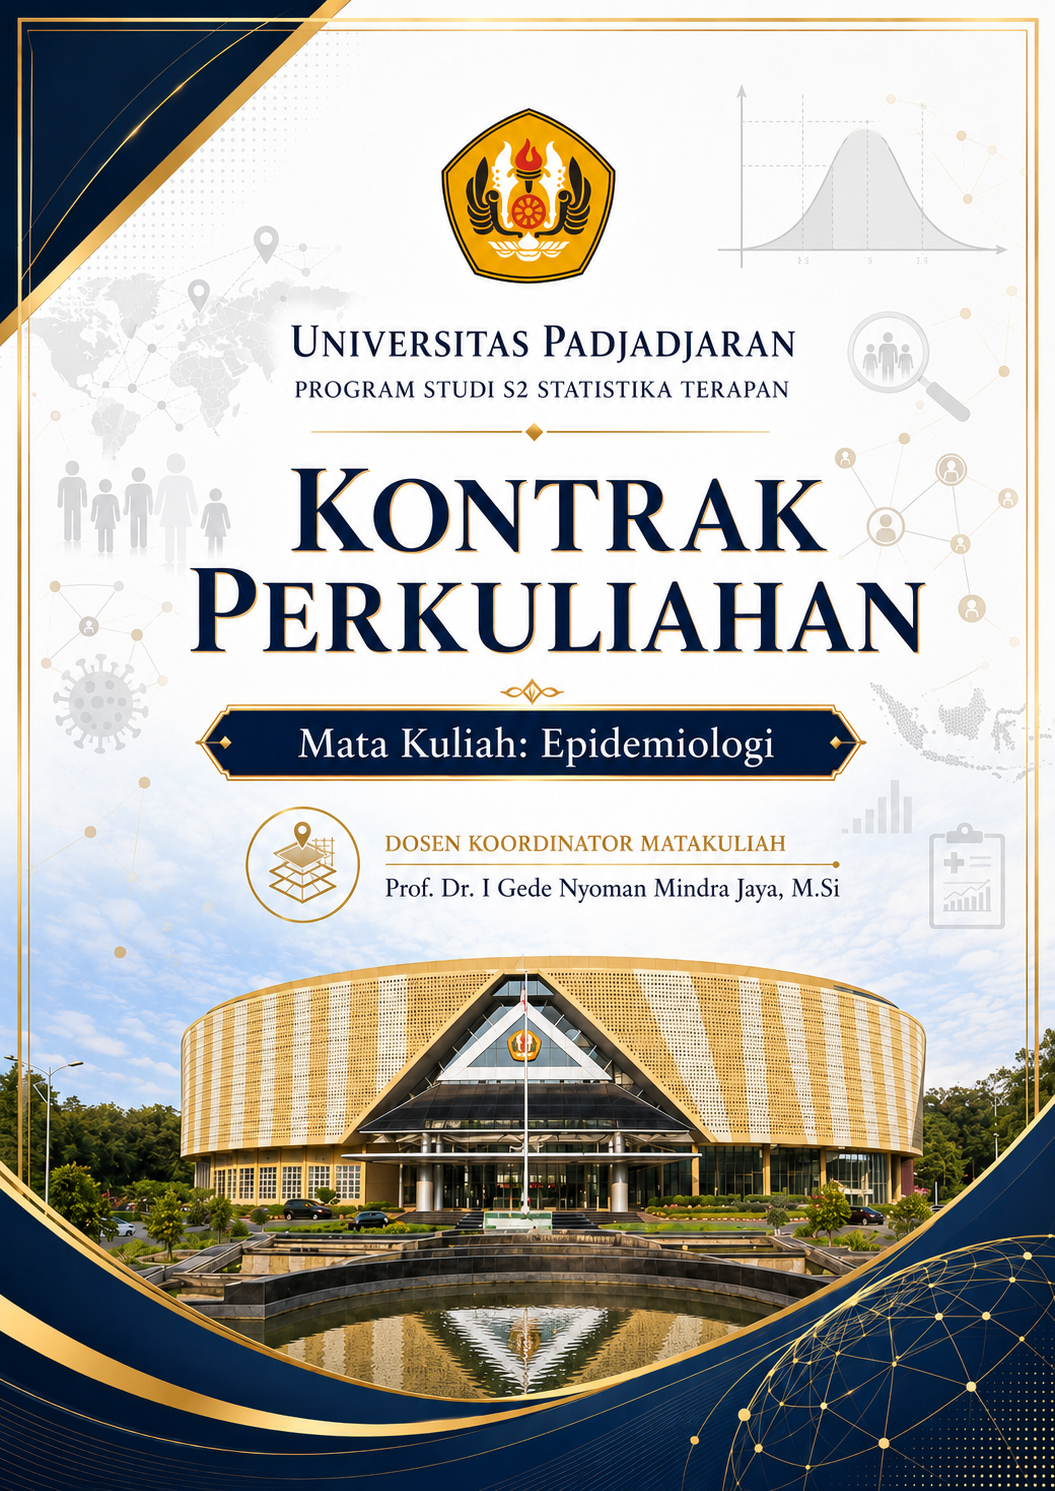 UNIVERSITAS PADJADJARAN
PROGRAM STUDI S2 STATISTIKA TERAPAN
KONTRAK
PERKULIAHAN
Mata Kuliah: Epidemiologi
DOSEN KOORDINATOR MATAKULIAH
Prof. Dr. I Gede Nyoman Mindra Jaya, M.Si